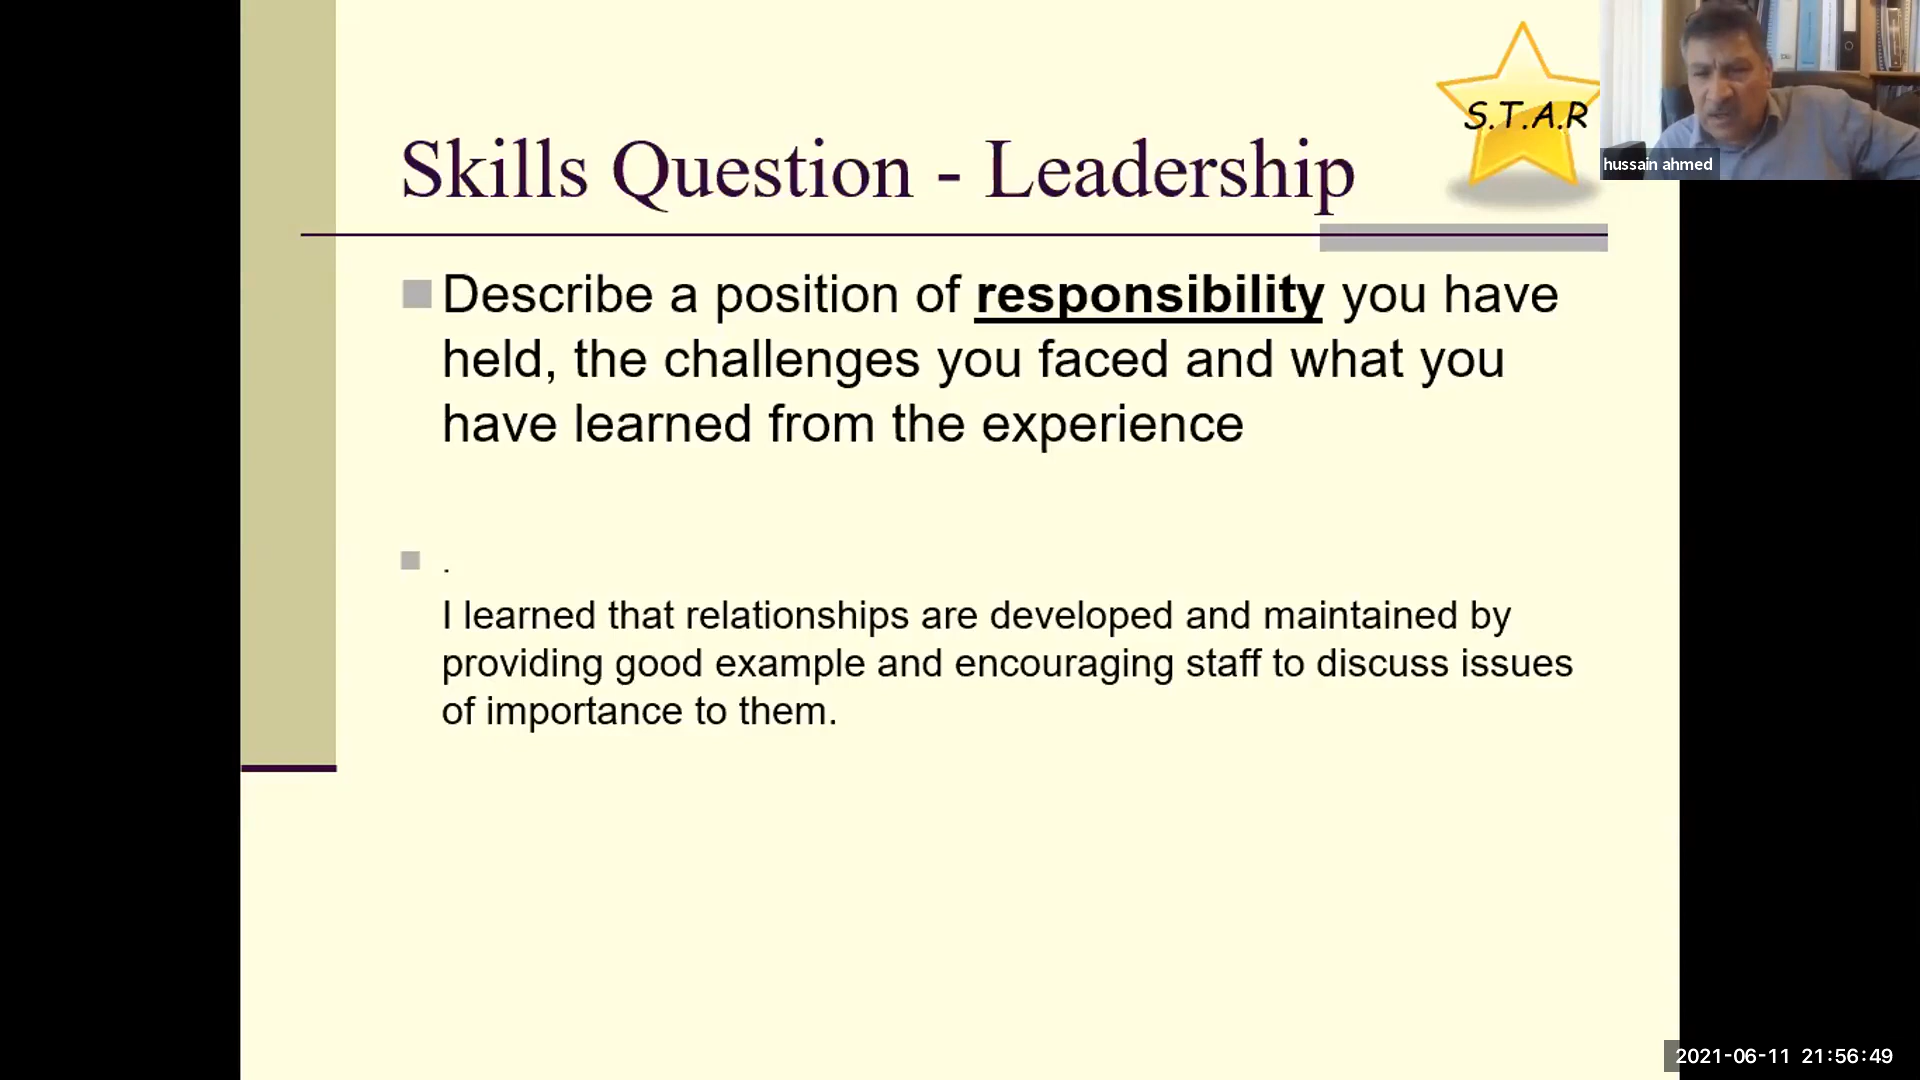 S.T.A.R
hussain ahmed
Skills Question - Leadership
Describe a position of responsibility you have
held, the challenges you faced and what you
have learned from the experience
.
I learned that relationships are developed and maintained by
providing good example and encouraging staff to discuss issues
of importance to them.
2021-06-11 21:56:49